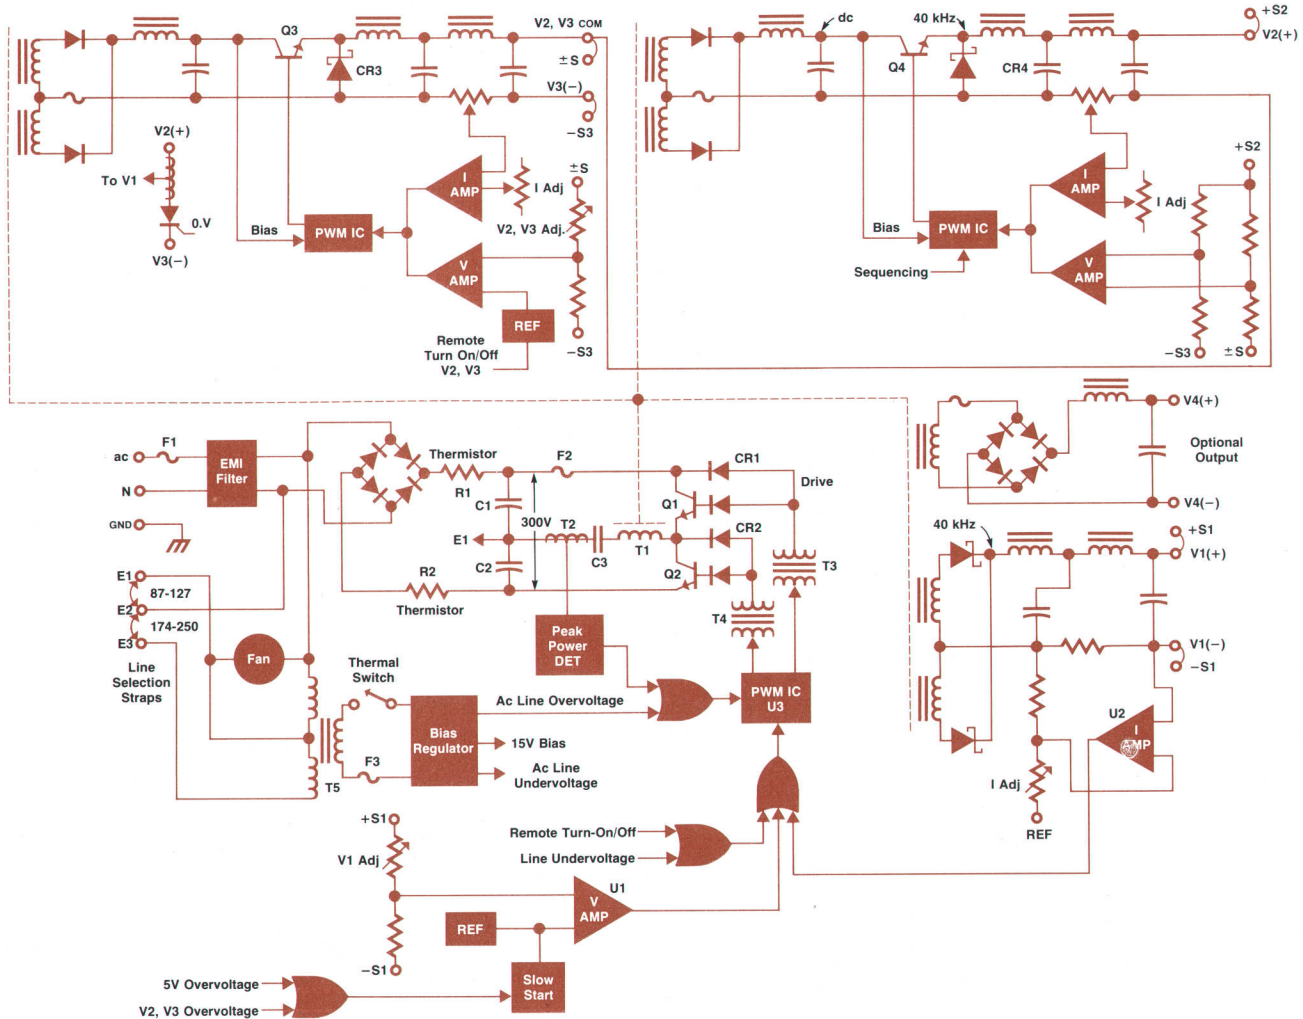 Q3
V2, V3 COM
± S
CR3
V3(−)
−S3
V2(+)
To V1
0.V
V3(−)
Bias
PWM IC
I
AMP
I Adj
±S
V2, V3 Adj.
V
AMP
REF
−S3
Remote
Turn On/Off
V2, V3
dc
40 kHz
+S2
V2(+)
Q4
CR4
I
AMP
I Adj
+S2
Bias
PWM IC
Sequencing
V
AMP
−S3
±S
ac
F1
N
GND
EMI
Filter
E1
87-127
E2
174-250
E3
Line
Selection
Straps
Fan
Thermistor
R1
C1
F2
300V
E1
C2
R2
Thermistor
T2
C3
T1
Q1
Q2
CR1
CR2
Drive
T3
T4
Peak
Power
DET
PWM IC
U3
Thermal
Switch
F3
T5
Bias
Regulator
Ac Line Overvoltage
15V Bias
Ac Line
Undervoltage
V4(+)
Optional
Output
V4(−)
40 kHz
+S1
V1(+)
V1(−)
−S1
U2
I
AMP
I Adj
REF
Remote Turn-On/Off
Line Undervoltage
+S1
V1 Adj
−S1
U1
V
AMP
REF
Slow
Start
5V Overvoltage
V2, V3 Overvoltage